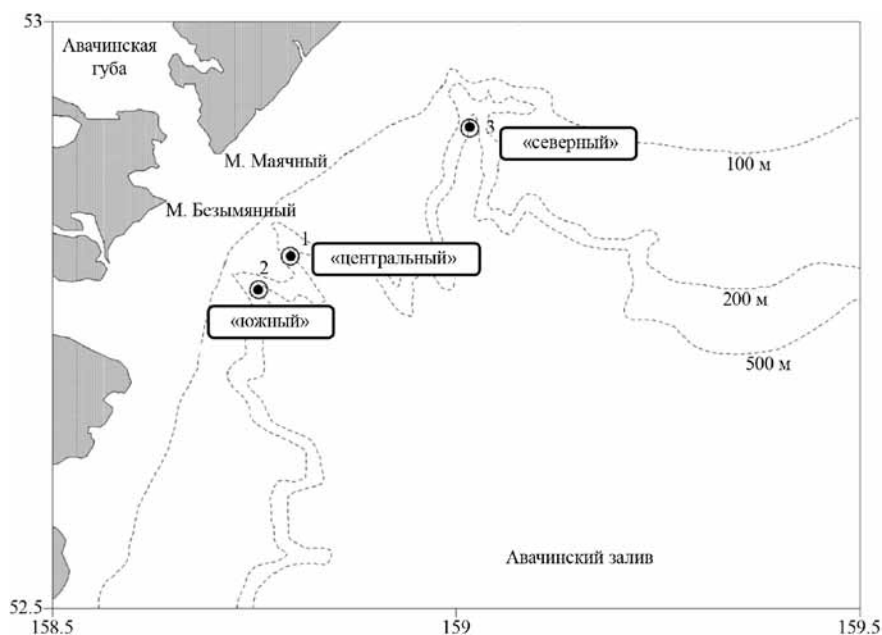 53
Авачинская
губа
3
«северный»
М. Маячный
100 м
М. Безымянный
1
«центральный»
2
200 м
«южный»
500 м
Авачинский залив
52.5
158.5
159
159.5